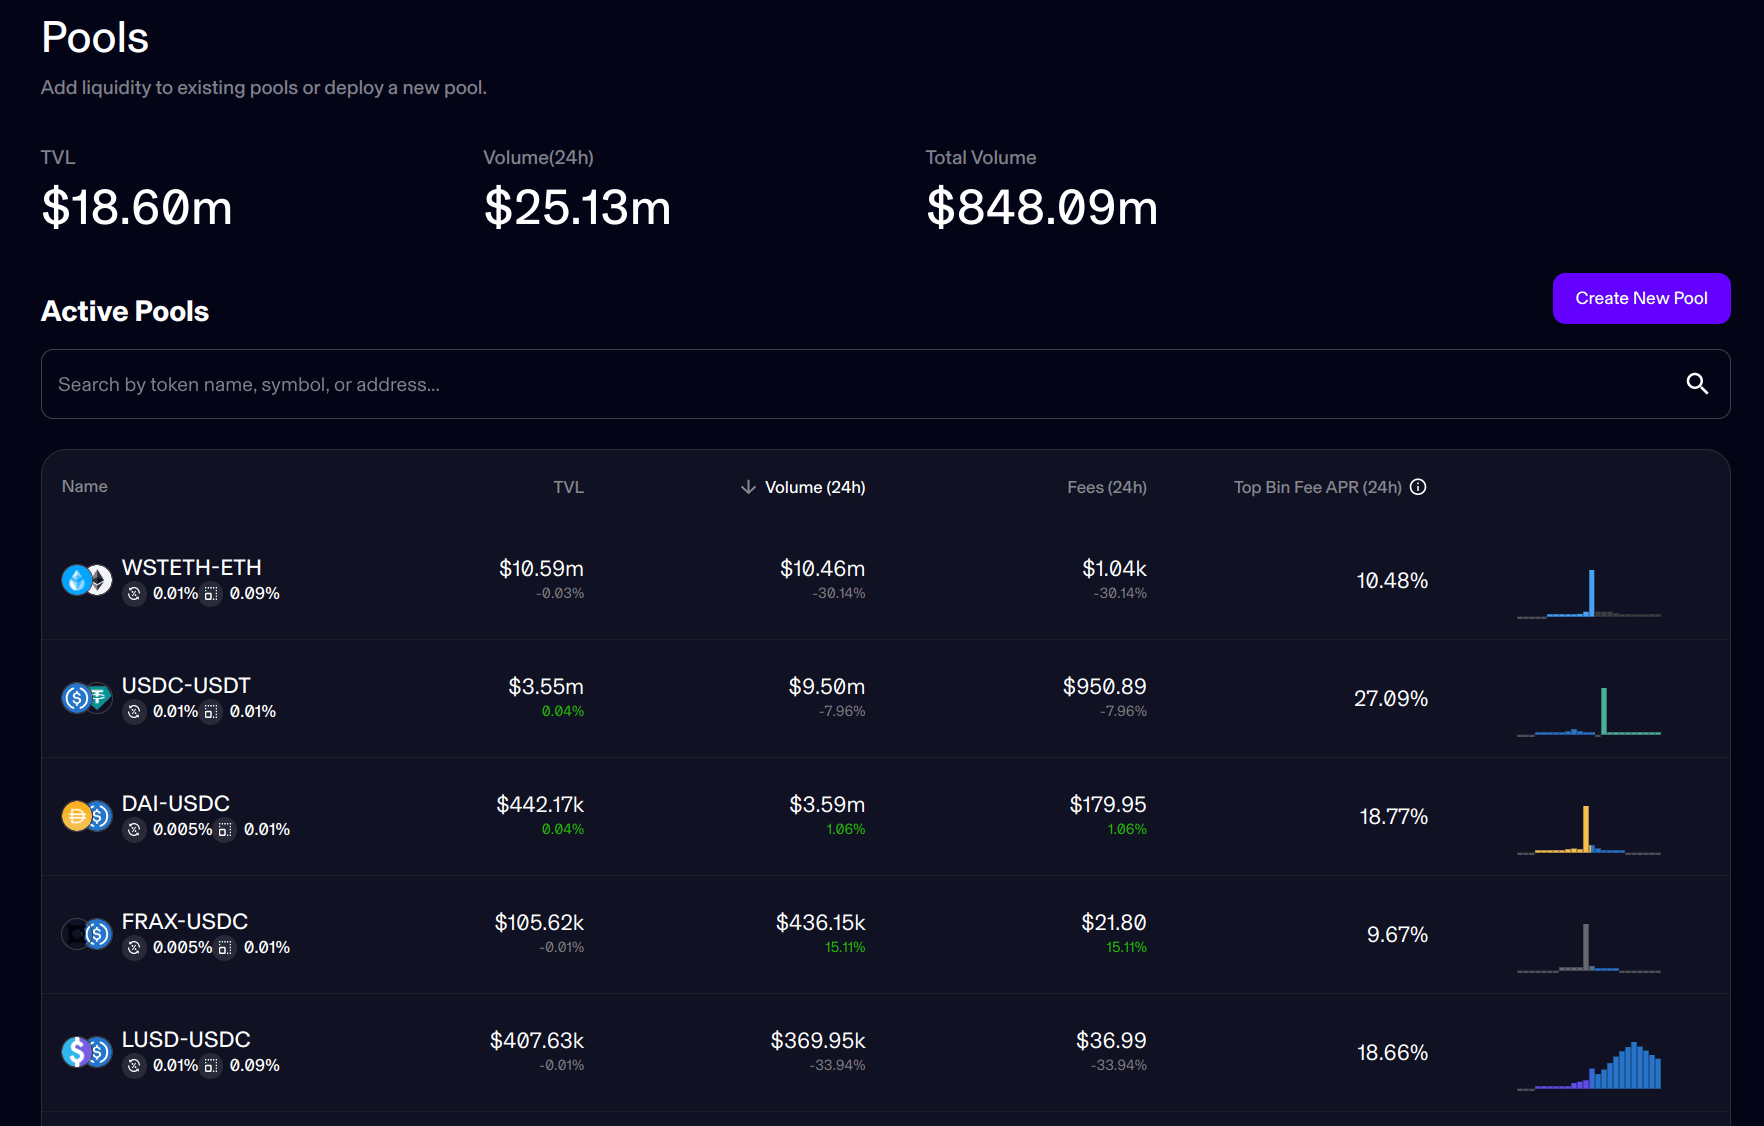 Pools
Add liquidity to existing pools or deploy a new pool.
TVL Volume(24h) Total Volume
$18.60m $25.13m $848.09m
Active Pools
Create New Pool
Search by token name, symbol, or address...
Name TVL Volume (24h) Fees (24h) Top Bin Fee APR (24h)
WSTETH-ETH $10.59m $10.46m $1.04k 10.48%
0.01% 0.09% -0.03% -30.14% -30.14%
USDC-USDT $3.55m $9.50m $950.89 27.09%
0.01% 0.01% 0.04% -7.96% -7.96%
DAI-USDC $442.17k $3.59m $179.95 18.77%
0.005% 0.01% 0.04% 1.06% 1.06%
FRAX-USDC $105.62k $436.15k $21.80 9.67%
0.005% 0.01% -0.01% 15.11% 15.11%
LUSD-USDC $407.63k $369.95k $36.99 18.66%
0.01% 0.09% -0.01% -33.94% -33.94%